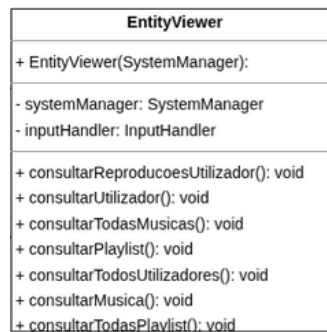 EntityViewer
+ EntityViewer(SystemManager):
- systemManager: SystemManager
- inputHandler: InputHandler
+ consultarReproducoesUtilizador(): void
+ consultarUtilizador(): void
+ consultarTodasMusicas(): void
+ consultarPlaylist(): void
+ consultarTodosUtilizadores(): void
+ consultarMusica(): void
+ consultarTodasPlaylist(): void